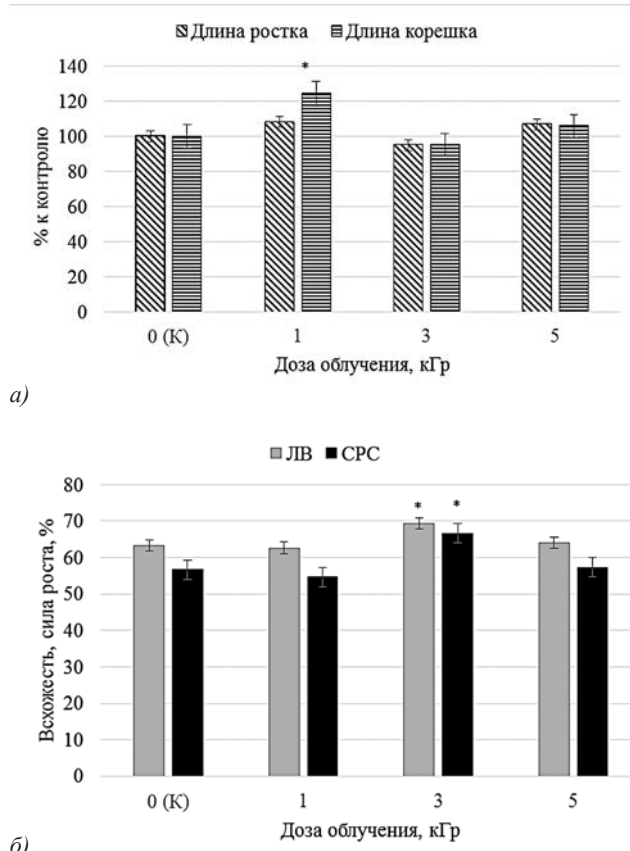 Длина ростка Длина корешка
140
120
100
80
60
40
20
0
% к контролю
*
0 (К) 1 3 5
Доза облучения, кГр
а)
ЛВ СРС
80
70
60
50
40
30
20
10
0
Всхожесть, сила роста, %
* *
0 (К) 1 3 5
Доза облучения, кГр
б)